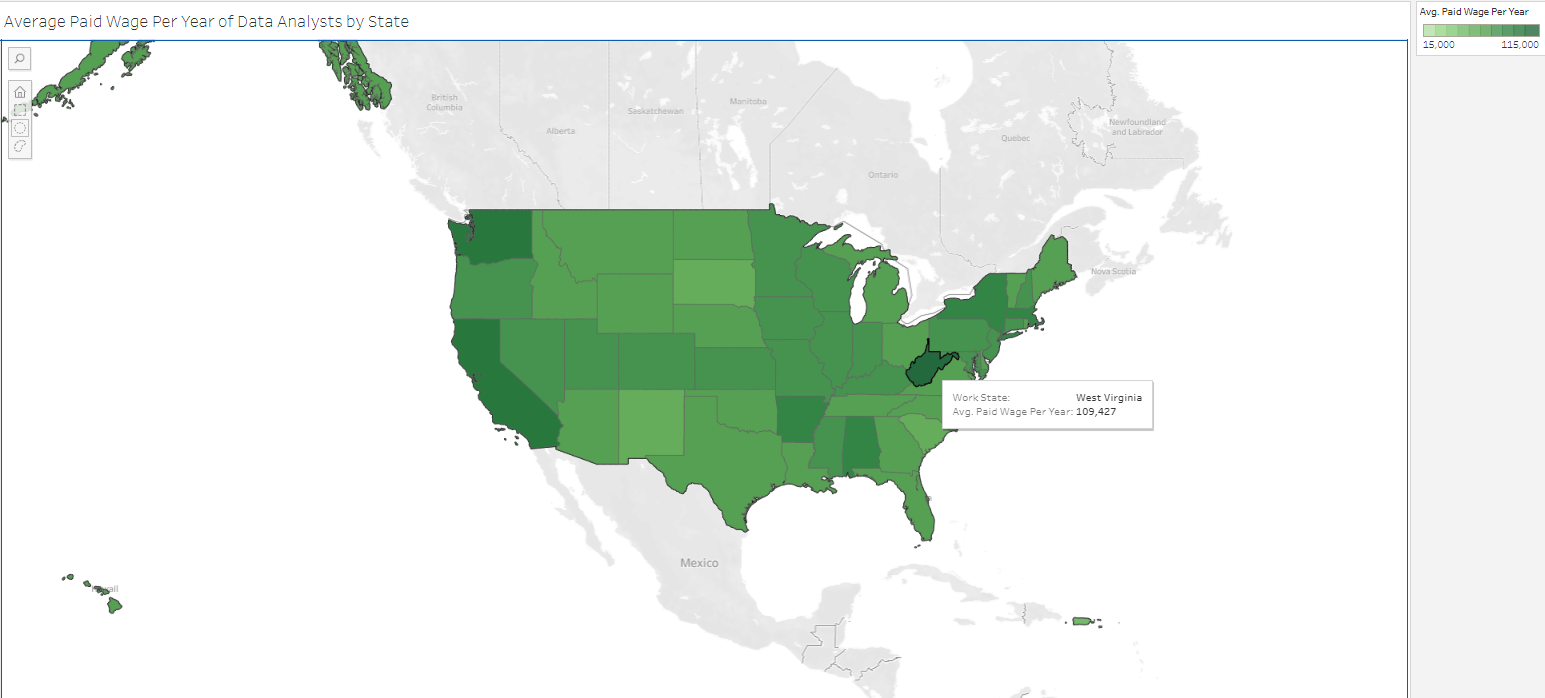 Average Paid Wage Per Year of Data Analysts by State
Avg. Paid Wage Per Year
15,000 115,000
British
Columbia
Alberta
Saskatchewan
Manitoba
Ontario
Quebec
Newfoundland
and Labrador
Nova Scotia
Work State: West Virginia
Avg. Paid Wage Per Year: 109,427
Mexico
Hawaii